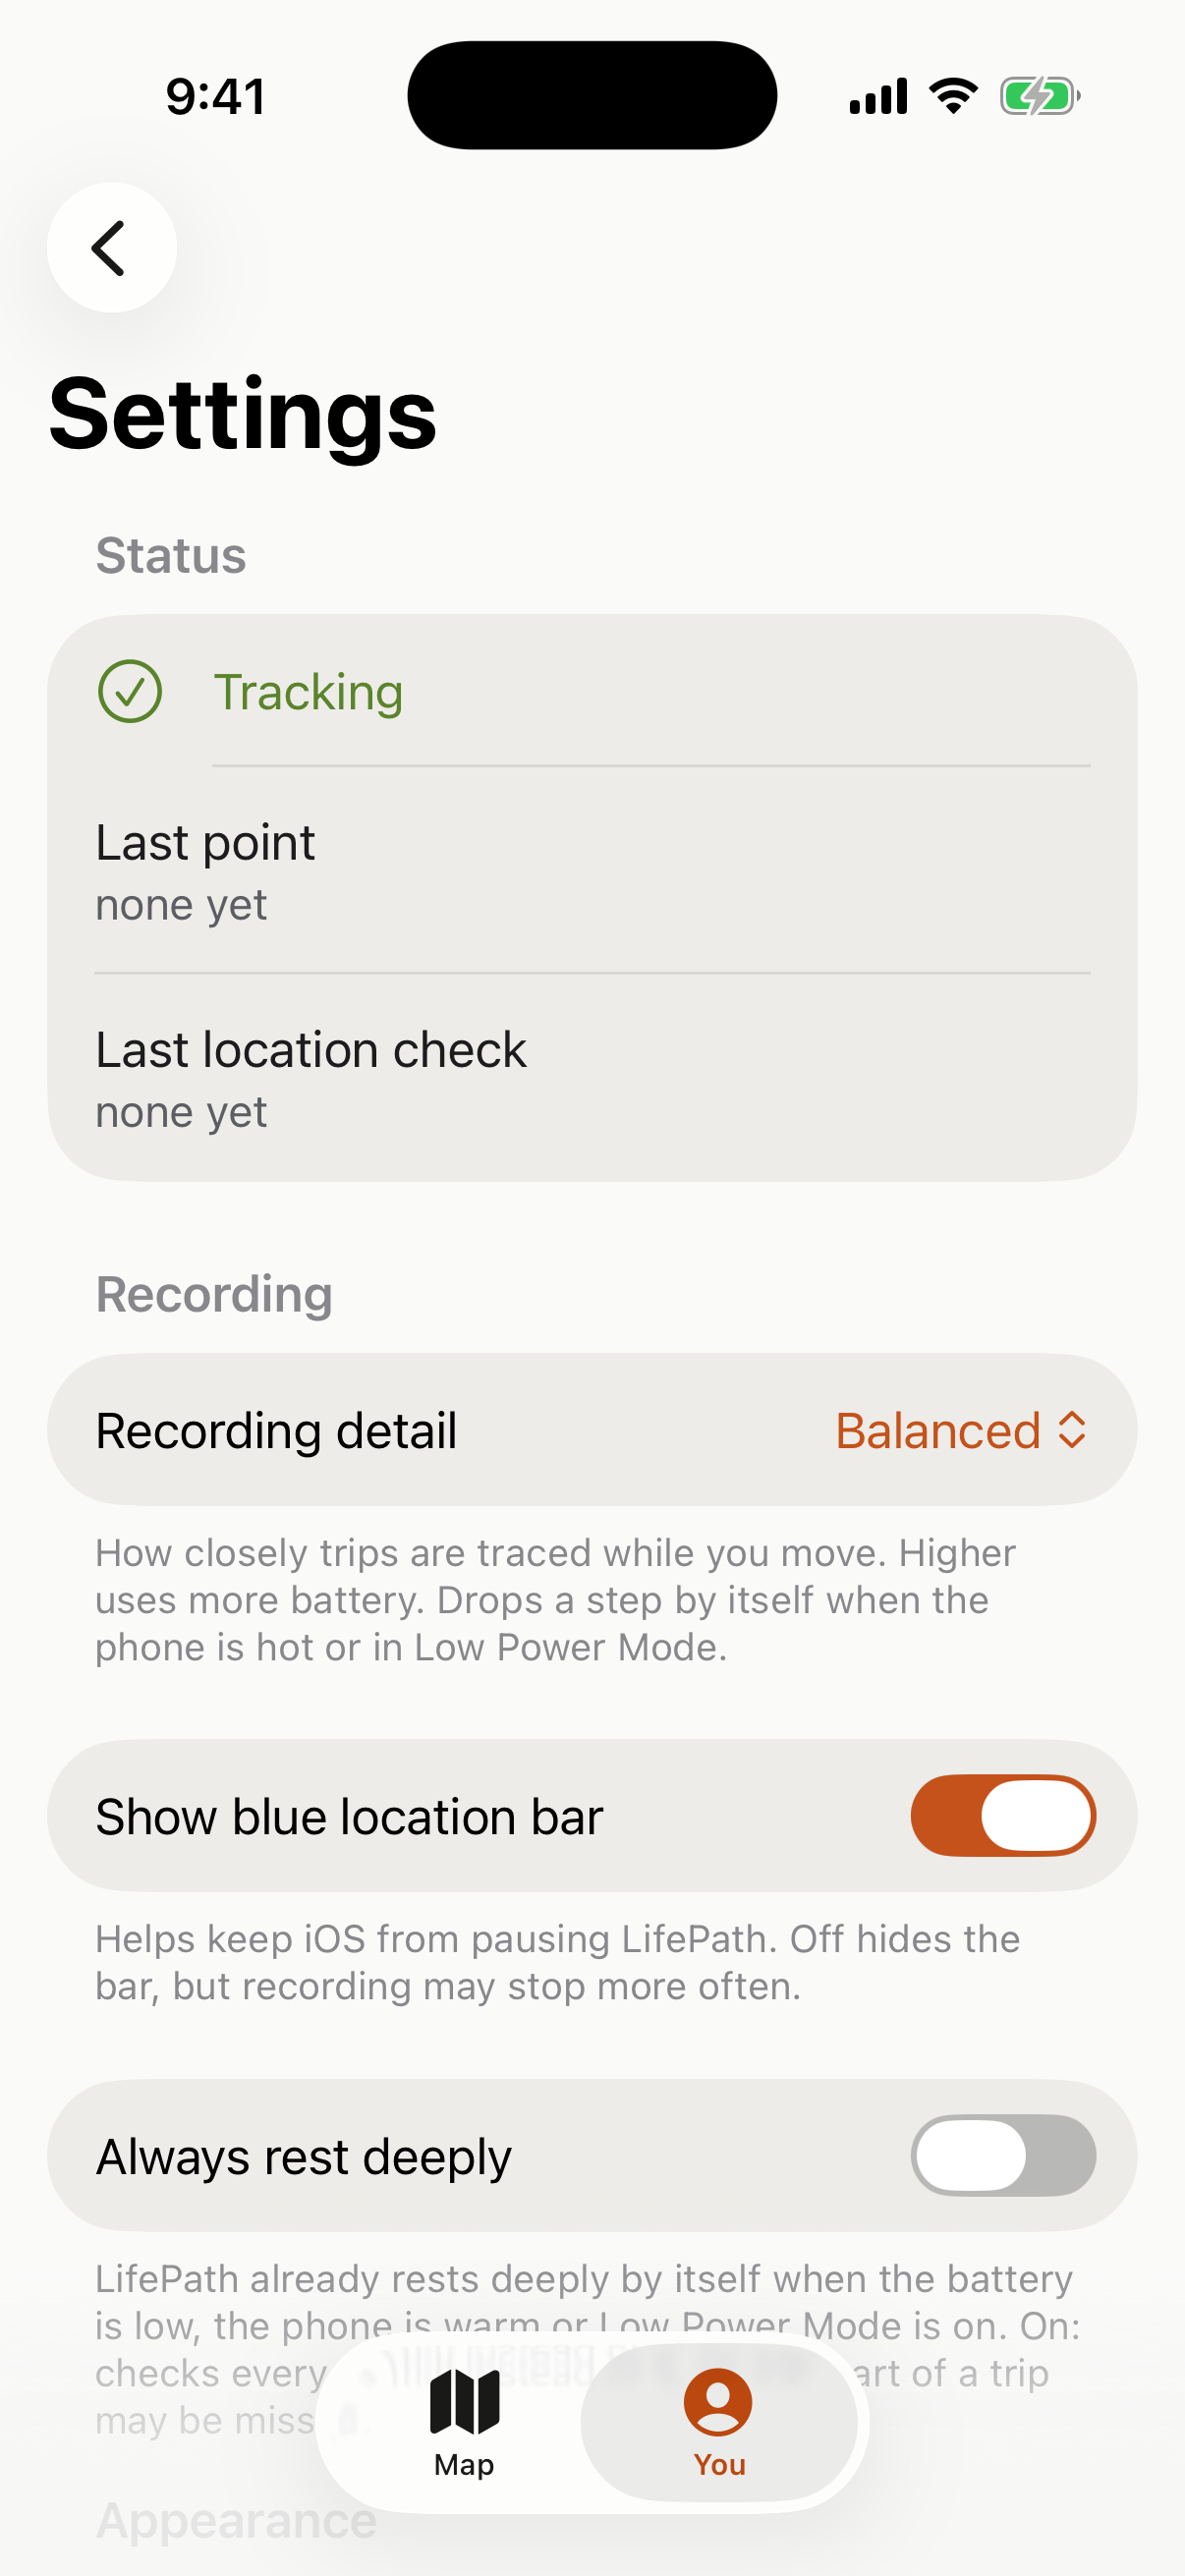 9:41
Settings
Status
Tracking
Last point
none yet
Last location check
none yet
Recording
Recording detail
Balanced
How closely trips are traced while you move. Higher
uses more battery. Drops a step by itself when the
phone is hot or in Low Power Mode.
Show blue location bar
Helps keep iOS from pausing LifePath. Off hides the
bar, but recording may stop more often.
Always rest deeply
LifePath already rests deeply by itself when the battery
is low, the phone is warm or Low Power Mode is on. On:
checks every art of a trip
may be miss
Map
You
Appearance